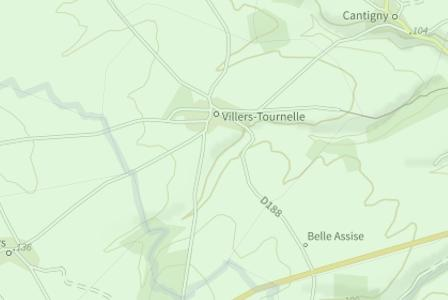 Cantigny
.104
Villers-Tournelle
D188
Belle Assise
.136